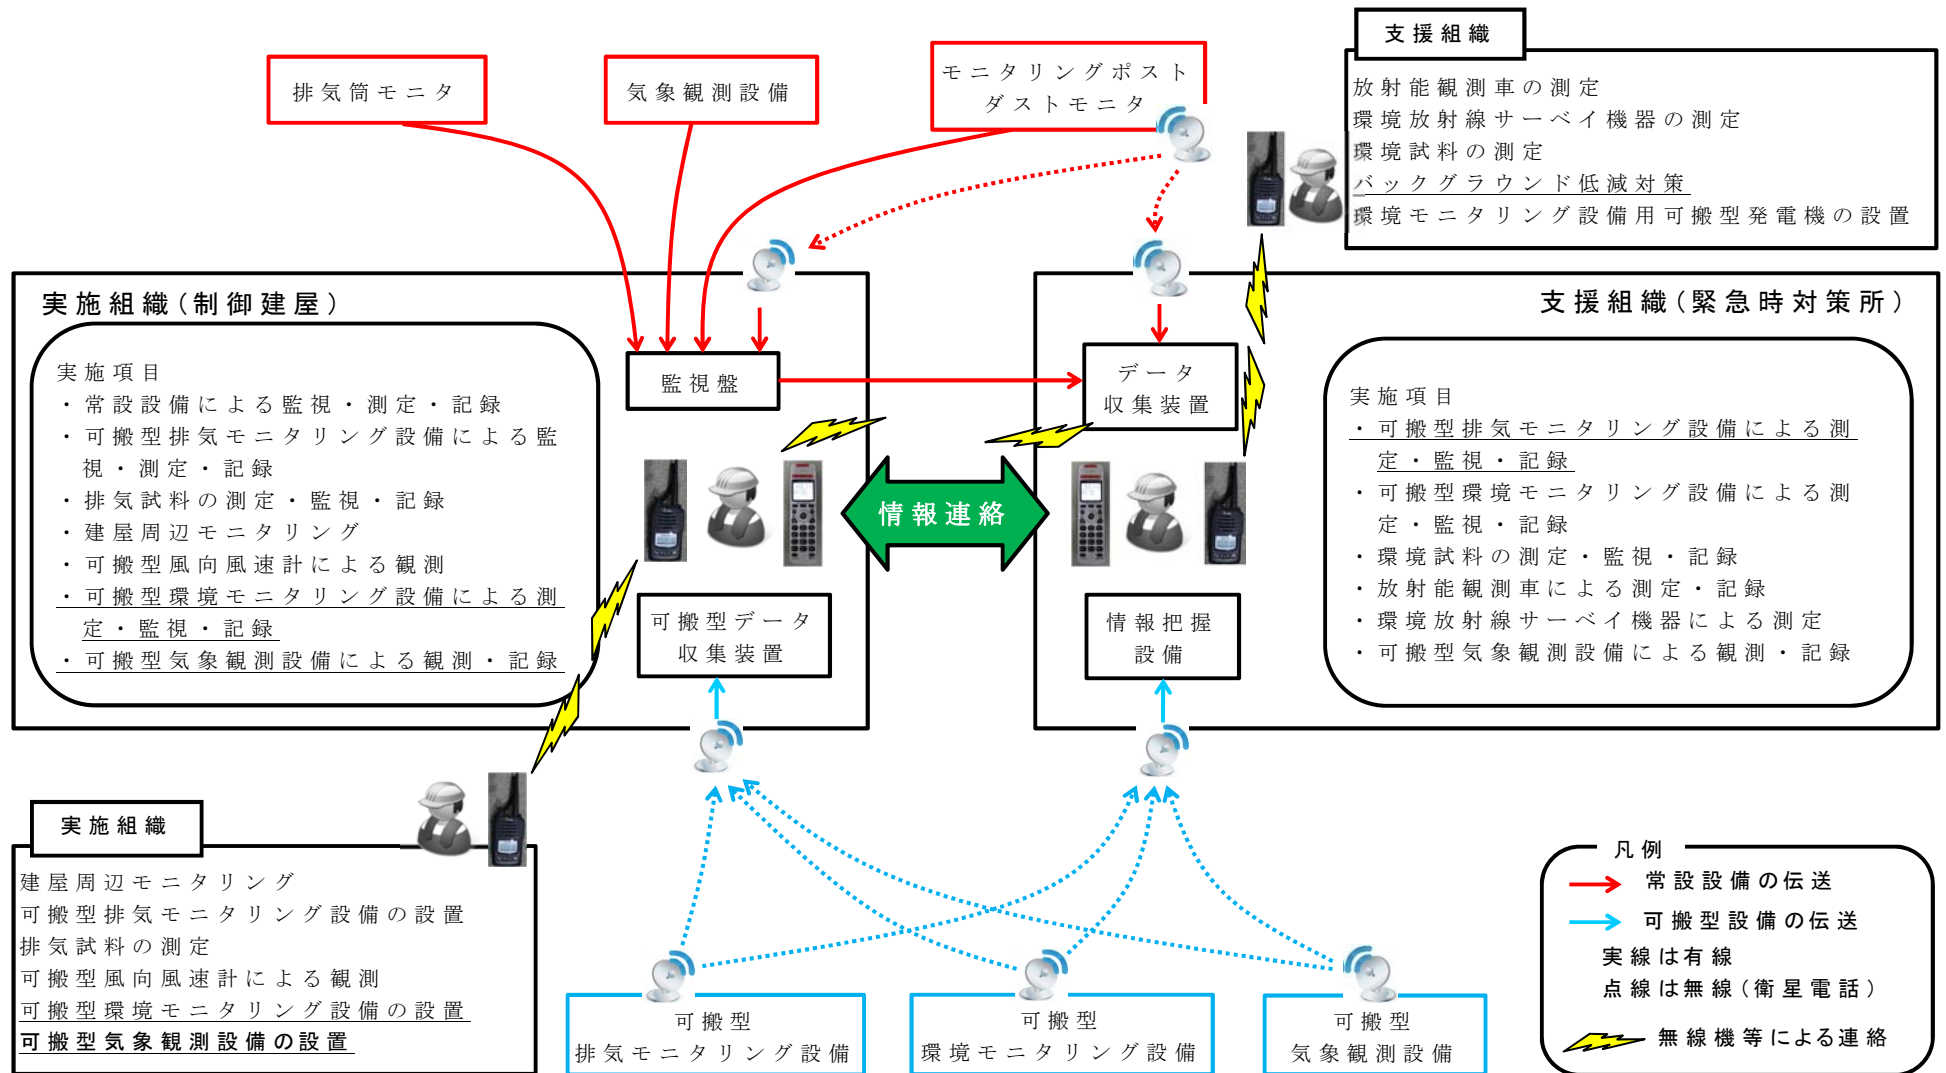 支援組織
放射能観測車の測定
環境放射線サーベイ機器の測定
環境試料の測定
バックグラウンド低減対策
環境モニタリング設備用可搬型発電機の設置
排気筒モニタ
気象観測設備
モニタリングポスト
ダストモニタ
実施組織(制御建屋)
実施項目
・常設設備による監視・測定・記録
・可搬型排気モニタリング設備による監
視・測定・記録
・排気試料の測定・監視・記録
・建屋周辺モニタリング
・可搬型風向風速計による観測
・可搬型環境モニタリング設備による測
定・監視・記録
・可搬型気象観測設備による観測・記録
監視盤
可搬型データ
収集装置
情報連絡
支援組織(緊急時対策所)
データ
収集装置
情報把握
設備
実施項目
・可搬型排気モニタリング設備による測
定・監視・記録
・可搬型環境モニタリング設備による測
定・監視・記録
・環境試料の測定・監視・記録
・放射能観測車による測定・記録
・環境放射線サーベイ機器による測定
・可搬型気象観測設備による観測・記録
実施組織
建屋周辺モニタリング
可搬型排気モニタリング設備の設置
排気試料の測定
可搬型風向風速計による観測
可搬型環境モニタリング設備の設置
可搬型気象観測設備の設置
可搬型
排気モニタリング設備
可搬型
環境モニタリング設備
可搬型
気象観測設備
凡例
常設設備の伝送
可搬型設備の伝送
実線は有線
点線は無線(衛星電話)
無線機等による連絡